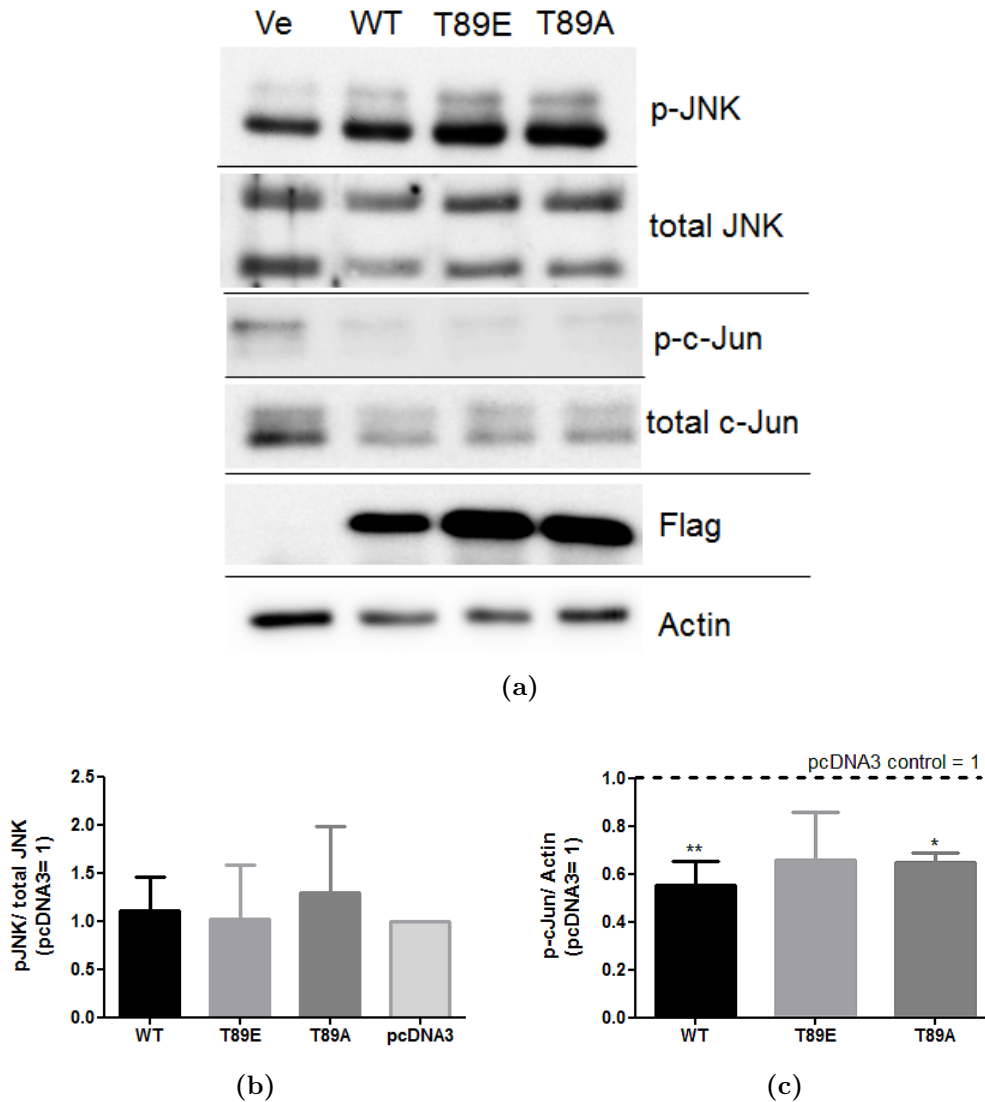 Ve WT T89E T89A
p-JNK
total JNK
p-c-Jun
total c-Jun
Flag
Actin
(a)
2.5
2.0
1.5
1.0
0.5
0.0
pJNK/ total JNK
(pcDNA3= 1)
WT T89E T89A pcDNA3
(b)
pcDNA3 control = 1
1.0
0.8
0.6
0.4
0.2
0.0
p-cJun/ Actin
(pcDNA3= 1)
** *
WT T89E T89A
(c)